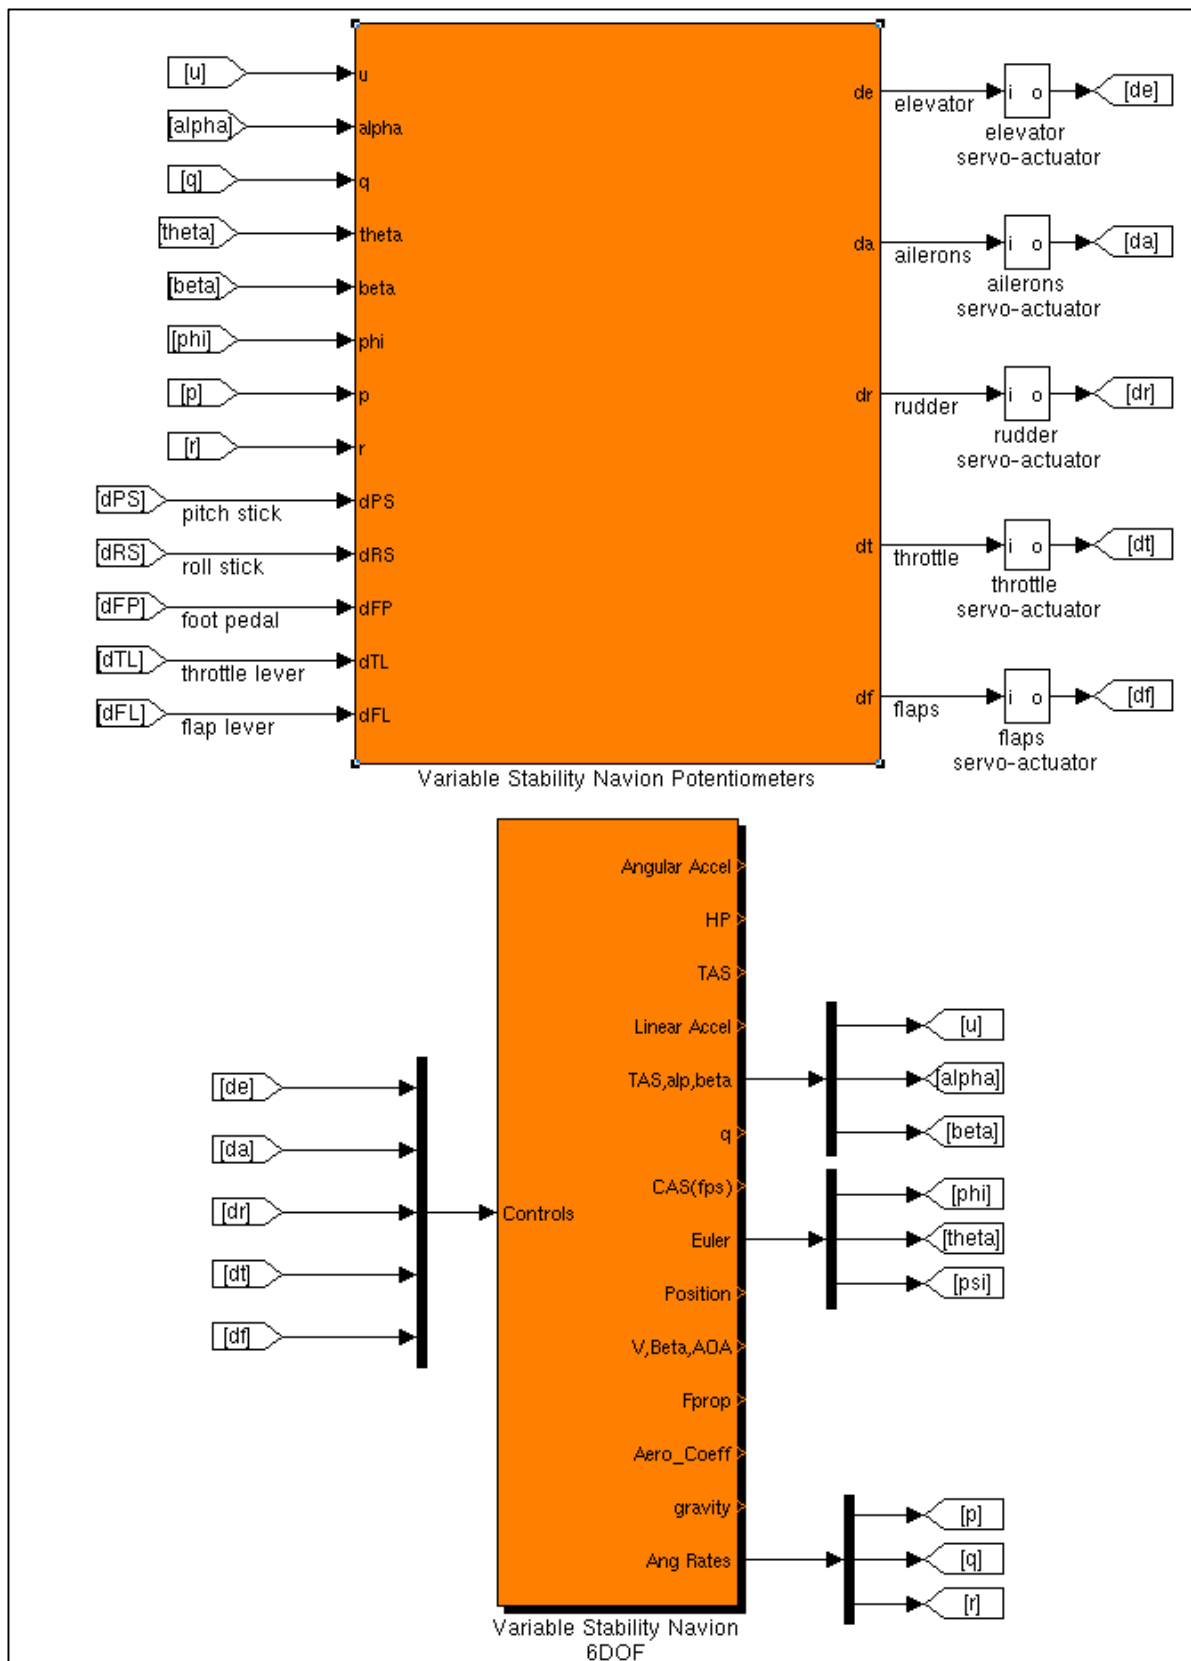 [u]
u
[alpha]
alpha
[q]
q
[theta]
theta
[beta]
beta
[phi]
phi
[p]
p
[r]
r
[dPS]
pitch stick
dPS
[dRS]
roll stick
dRS
[dFP]
foot pedal
dFP
[dTL]
throttle lever
dTL
[dFL]
flap lever
dFL
de
elevator
i o
[de]
elevator
servo-actuator
da
ailerons
i o
[da]
ailerons
servo-actuator
dr
rudder
i o
[dr]
rudder
servo-actuator
dt
throttle
i o
[dt]
throttle
servo-actuator
df
flaps
i o
[df]
flaps
servo-actuator
Variable Stability Navion Potentiometers
[de]
[da]
[dr]
[dt]
[df]
Controls
Angular Accel
HP
TAS
Linear Accel
TAS,alp,beta
q
CAS(fps)
Euler
Position
V,Beta,AOA
Fprop
Aero_Coeff
gravity
Ang Rates
[u]
[alpha]
[beta]
[phi]
[theta]
[psi]
[p]
[q]
[r]
Variable Stability Navion
6DOF